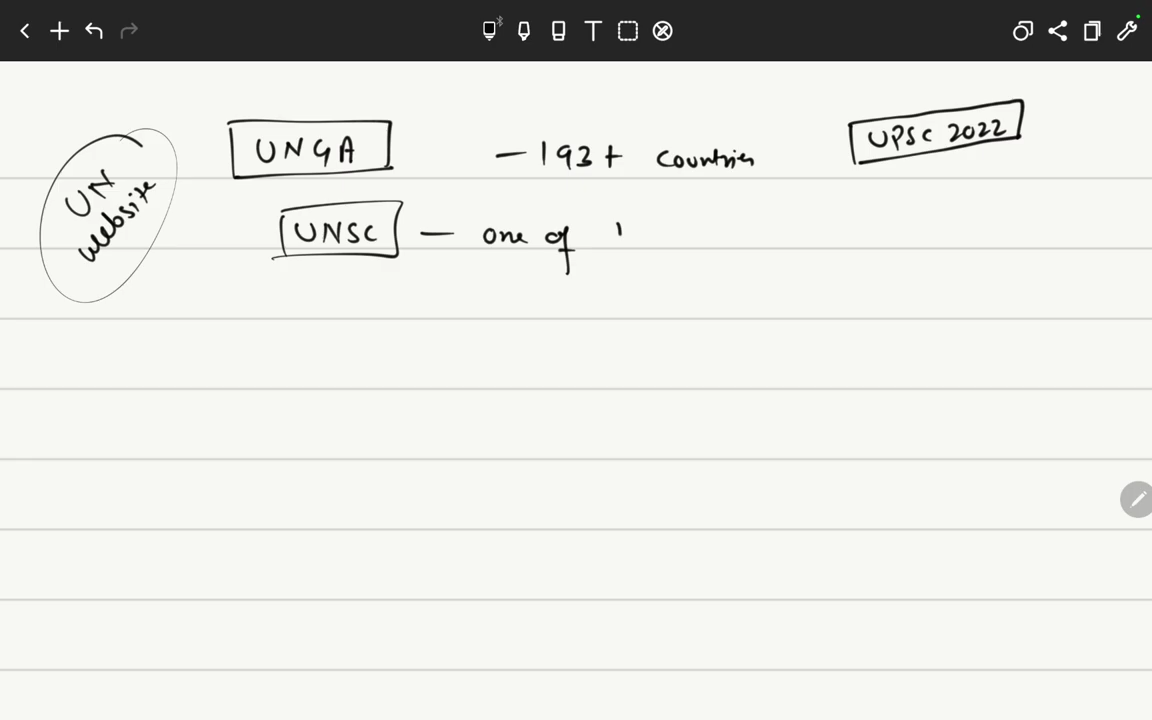 UN
website
UNGA - 193+ Countries
UPSC 2022
UNSC - one of